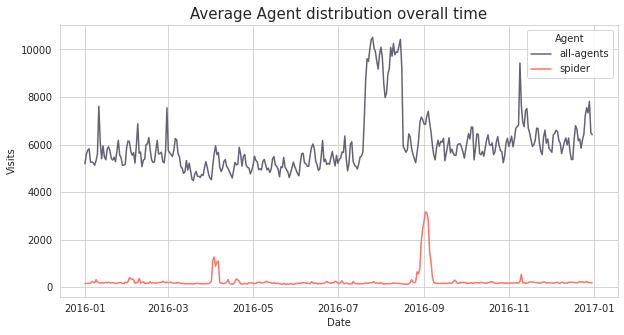 Average Agent distribution overall time
Agent
all-agents
spider
Visits
10000
8000
6000
4000
2000
0
2016-01
2016-03
2016-05
2016-07
2016-09
2016-11
2017-01
Date